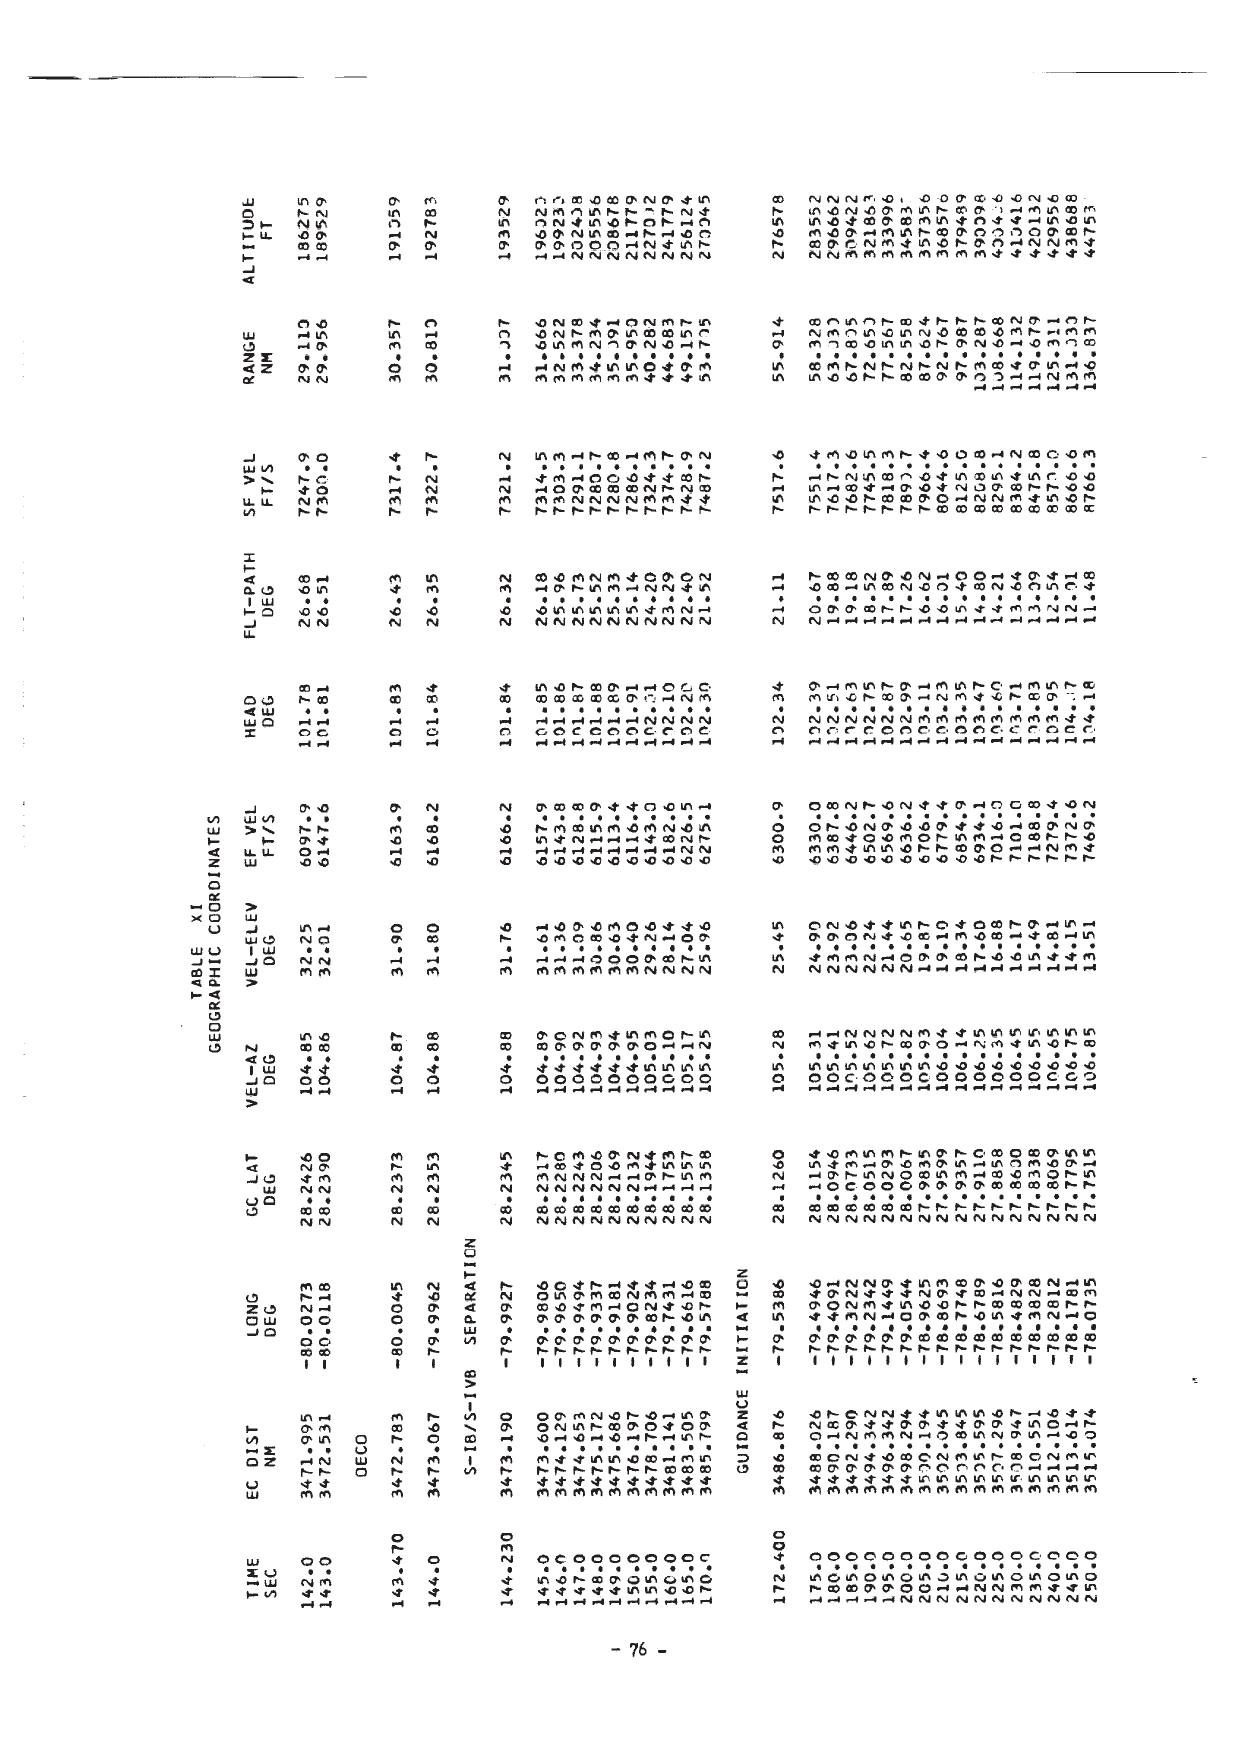 TABLE XI
GEOGRAPHIC COORDINATES
TIME EC DIST LONG GC LAT VEL-AZ VEL-ELEV EF VEL HEAD FLT-PATH SF VEL RANGE ALTITUDE
SEC NM DEG DEG DEG DEG FT/S DEG DEG FT/S NM FT
142.0 3471.995 -80.0273 28.2426 104.85 32.25 6097.9 101.78 26.68 7247.9 29.110 186275
143.0 3472.531 -80.0118 28.2390 104.86 32.01 6147.6 101.81 26.51 7300.0 29.956 189529
OECO
143.470 3472.783 -80.0045 28.2373 104.87 31.90 6163.9 101.83 26.43 7317.4 30.357 191059
144.0 3473.067 -79.9962 28.2353 104.88 31.80 6168.2 101.84 26.35 7322.7 30.810 192783
S-IB/S-IVB SEPARATION
144.230 3473.190 -79.9927 28.2345 104.88 31.76 6166.2 101.84 26.32 7321.2 31.007 193529
145.0 3473.600 -79.9806 28.2317 104.89 31.61 6157.9 101.85 26.18 7314.5 31.666 196020
146.0 3474.129 -79.9650 28.2280 104.90 31.36 6143.8 101.86 25.96 7303.3 32.522 199230
147.0 3474.653 -79.9494 28.2243 104.92 31.09 6128.8 101.87 25.73 7291.1 33.378 202408
148.0 3475.172 -79.9337 28.2206 104.93 30.86 6115.9 101.88 25.52 7280.7 34.234 205556
149.0 3475.686 -79.9181 28.2169 104.94 30.63 6113.4 101.89 25.33 7280.8 35.091 208678
150.0 3476.197 -79.9024 28.2132 104.95 30.40 6116.4 101.91 25.14 7286.1 35.950 211779
155.0 3478.706 -79.8234 28.1944 105.03 29.26 6143.0 102.01 24.20 7324.3 40.282 227002
160.0 3481.141 -79.7431 28.1753 105.10 28.14 6182.6 102.10 23.29 7374.7 44.683 241779
165.0 3483.505 -79.6616 28.1557 105.17 27.04 6226.5 102.20 22.40 7428.9 49.157 256124
170.0 3485.799 -79.5788 28.1358 105.25 25.96 6275.1 102.30 21.52 7487.2 53.705 270045
GUIDANCE INITIATION
172.400 3486.876 -79.5386 28.1260 105.28 25.45 6300.9 102.34 21.11 7517.6 55.914 276578
175.0 3488.026 -79.4946 28.1154 105.31 24.90 6330.0 102.39 20.67 7551.4 58.328 283552
180.0 3490.187 -79.4091 28.0946 105.41 23.92 6387.8 102.51 19.88 7617.3 63.030 296662
185.0 3492.290 -79.3222 28.0733 105.52 23.06 6446.2 102.63 19.18 7682.6 67.805 309422
190.0 3494.342 -79.2342 28.0515 105.62 22.24 6502.7 102.75 18.52 7745.5 72.650 321863
195.0 3496.342 -79.1449 28.0293 105.72 21.44 6569.6 102.87 17.89 7818.3 77.567 333996
200.0 3498.294 -79.0544 28.0067 105.82 20.65 6636.2 102.99 17.26 7890.7 82.558
205.0 3500.194 -78.9625 27.9835 105.93 19.87 6706.4 103.11 16.62 7966.4 87.624 357356
210.0 3502.045 -78.8693 27.9599 106.04 19.10 6779.4 103.23 16.01 8044.6 92.767 368576
215.0 3503.845 -78.7748 27.9357 106.14 18.34 6854.9 103.35 15.40 8125.0 97.987 379489
220.0 3505.595 -78.6789 27.9110 106.25 17.60 6934.1 103.47 14.80 8208.8 103.287 390098
225.0 3507.296 -78.5816 27.8858 106.35 16.88 7016.0 103.60 14.21 8295.1 108.668 400406
230.0 3508.947 -78.4829 27.8600 106.45 16.17 7101.0 103.71 13.64 8384.2 114.132 410416
235.0 3510.551 -78.3828 27.8338 106.55 15.49 7188.8 103.83 13.09 8475.8 119.679 420132
240.0 3512.106 -78.2812 27.8069 106.65 14.81 7279.4 103.95 12.54 8570.0 125.311 429556
245.0 3513.614 -78.1781 27.7795 106.75 14.15 7372.6 104.07 12.01 8666.6 131.030 438688
250.0 3515.074 -78.0735 27.7515 106.85 13.51 7469.2 104.18 11.48 8766.3 136.837
- 76 -